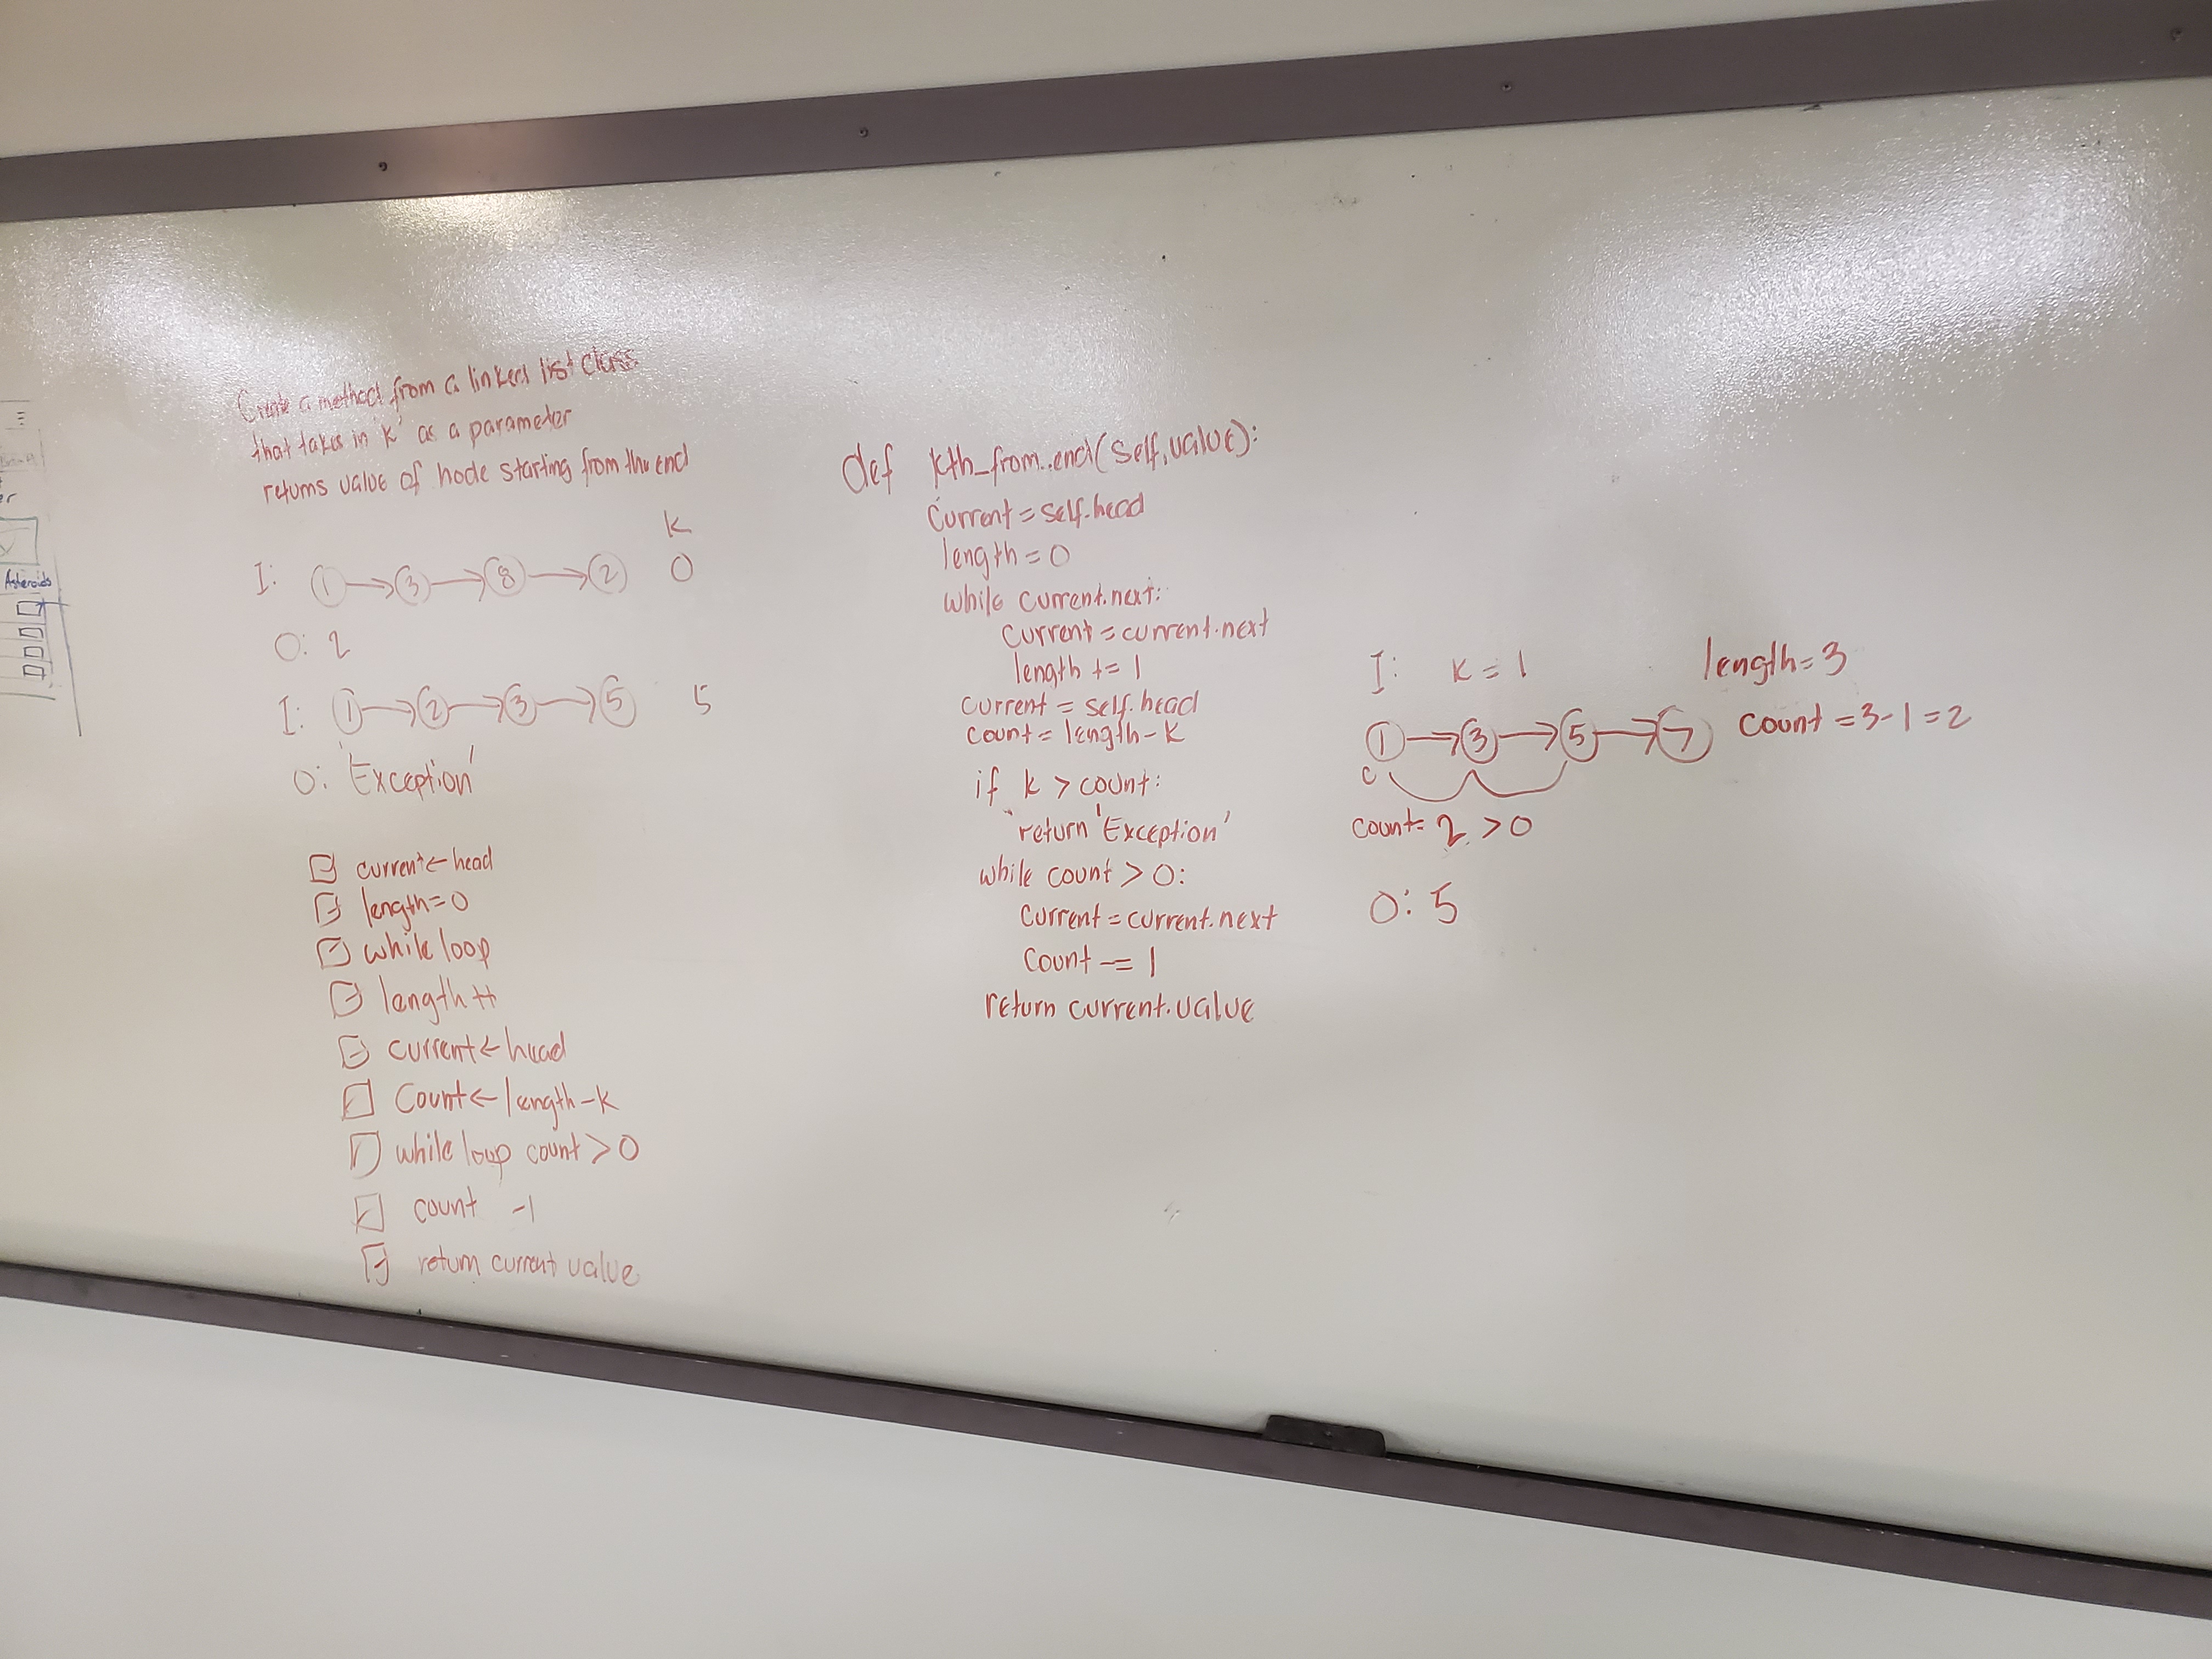 Create a method from a linked list class
that takes in 'k' as a parameter
returns value of node starting from the end
K
I: 1 → 3 → 8 → 2 0
O: 2
I: 1 → 2 → 3 → 5 5
O: 'Exception'
current ← head
length = 0
while loop
length ++
current ← head
Count ← length - k
while loop count > 0
count -1
return current value
def kth_from_end(self, value):
Current = self.head
length = 0
while current.next:
Current = current.next
length += 1
current = self.head
count = length - k
if k > count:
return 'Exception'
while count > 0:
Current = current.next
Count -= 1
return current.value
I: k = 1 length = 3
1 → 3 → 5 → 7 Count = 3-1 = 2
C
count = 2 > 0
O: 5
Asteroids